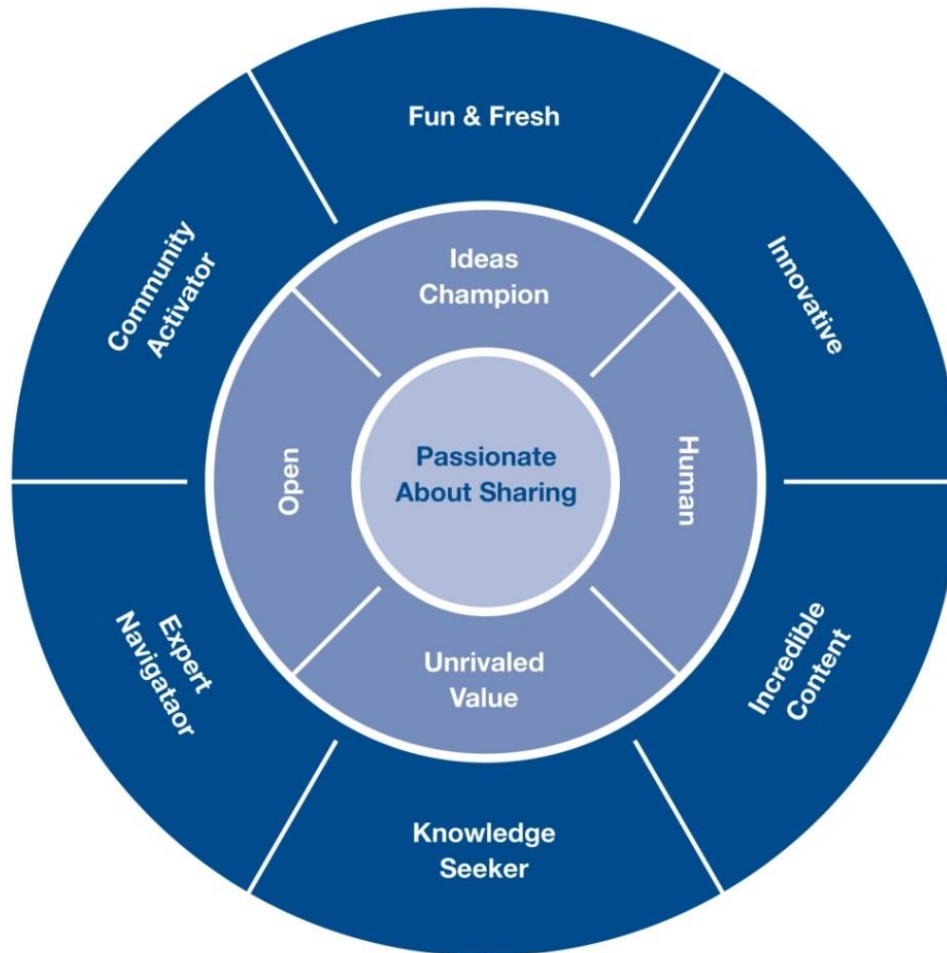 Fun & Fresh
Innovative
Incredible
Content
Knowledge
Seeker
Expert
Navigataor
Community
Activator
Ideas
Champion
Human
Unrivaled
Value
Open
Passionate
About Sharing